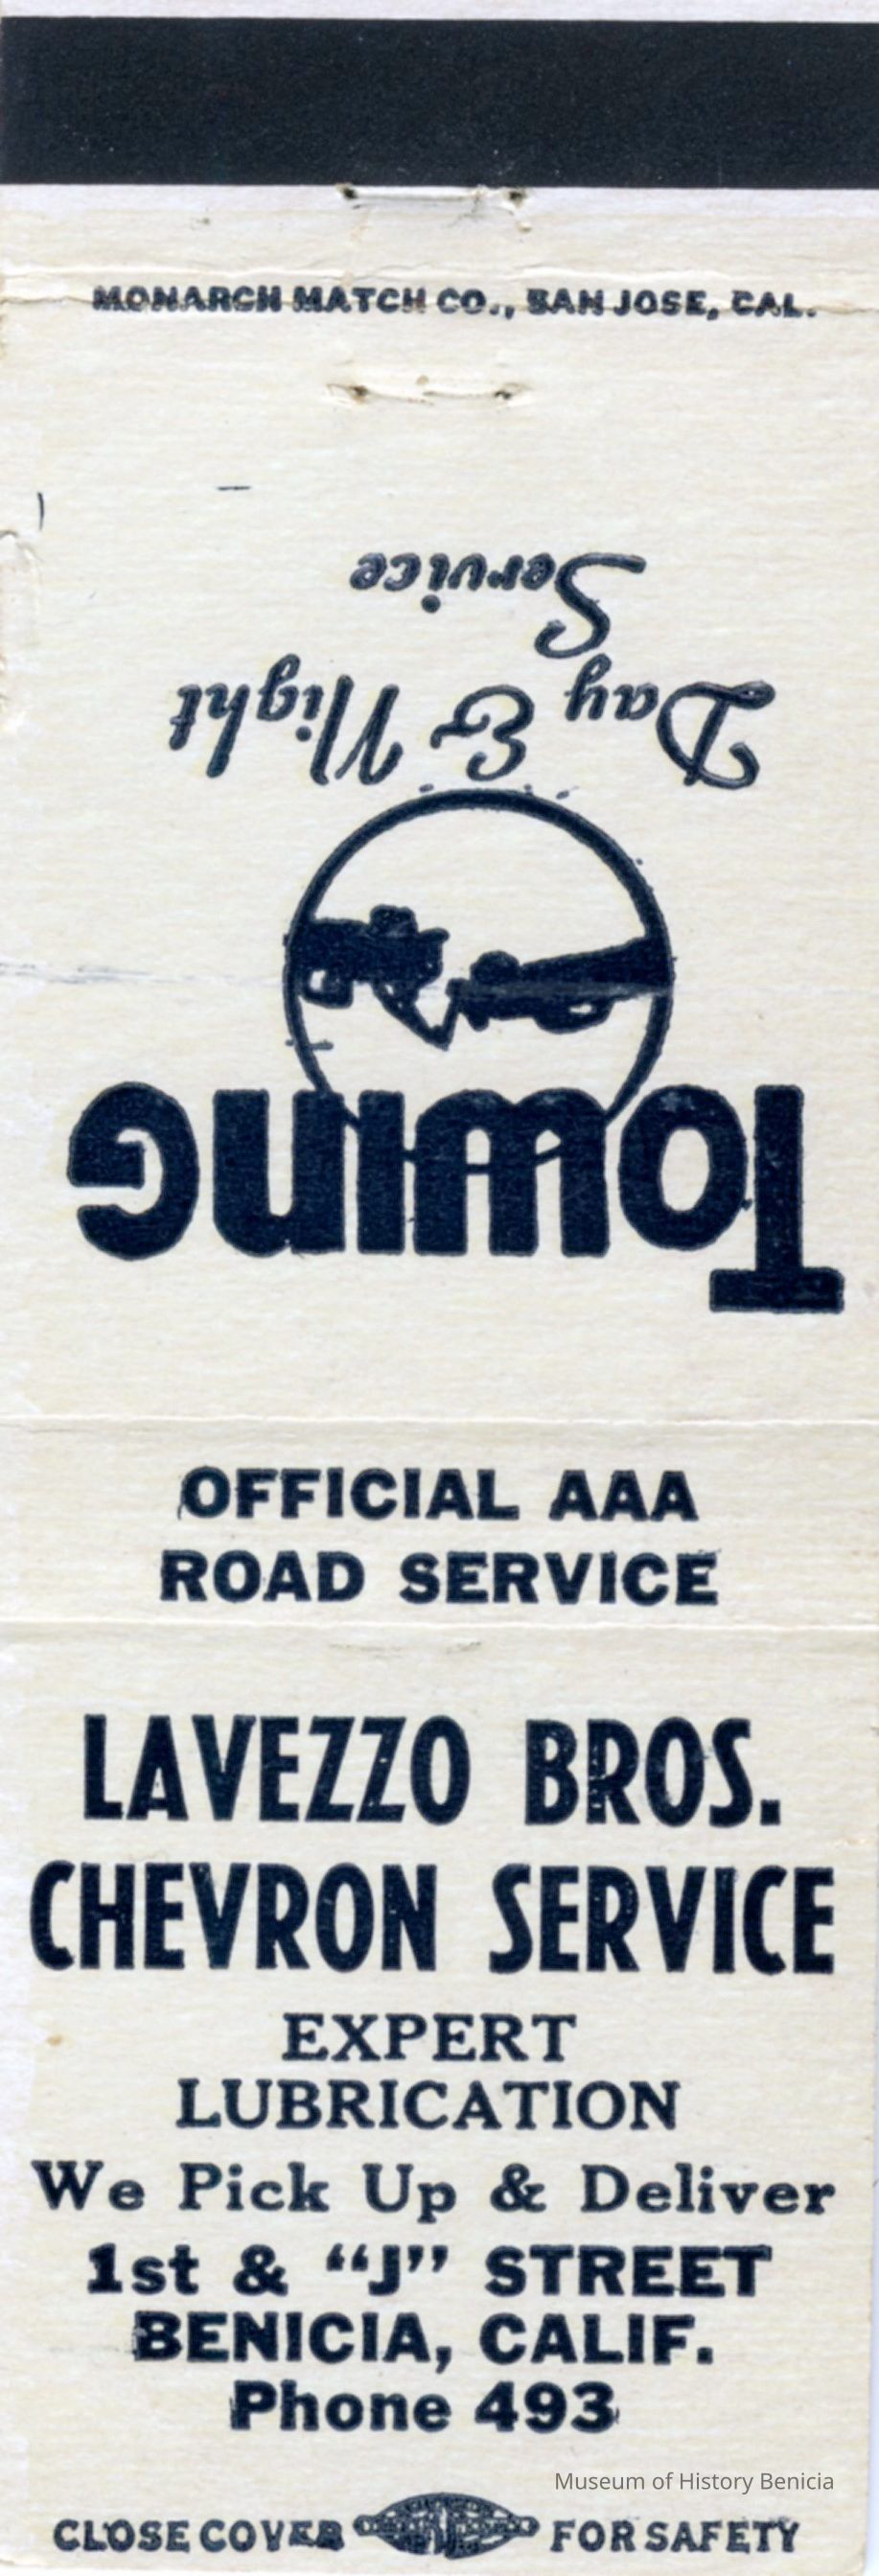 MONARCH MATCH CO., SAN JOSE, CAL.
Towing
Day & Night
Service
OFFICIAL AAA
ROAD SERVICE
LAVEZZO BROS.
CHEVRON SERVICE
EXPERT
LUBRICATION
We Pick Up & Deliver
1st & “J” STREET
BENICIA, CALIF.
Phone 493
Museum of History Benicia
CLOSE COVER FOR SAFETY